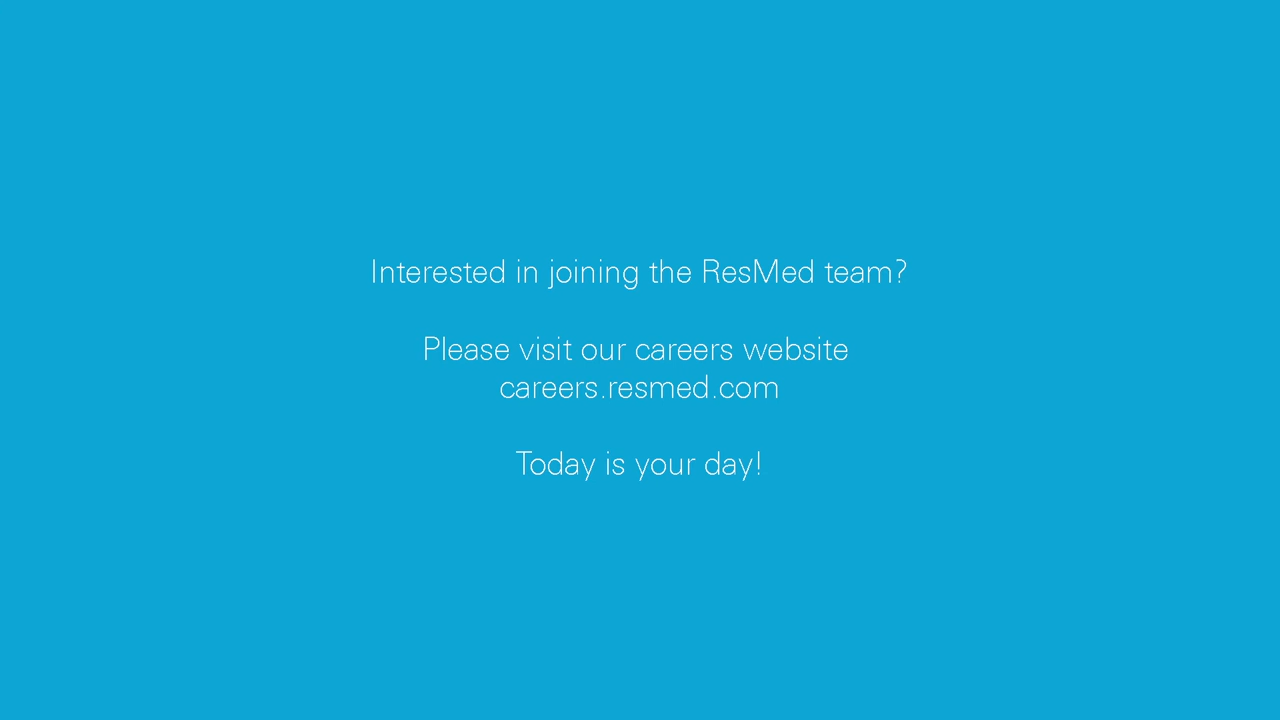 Interested in joining the ResMed team?
Please visit our careers website
careers.resmed.com
Today is your day!